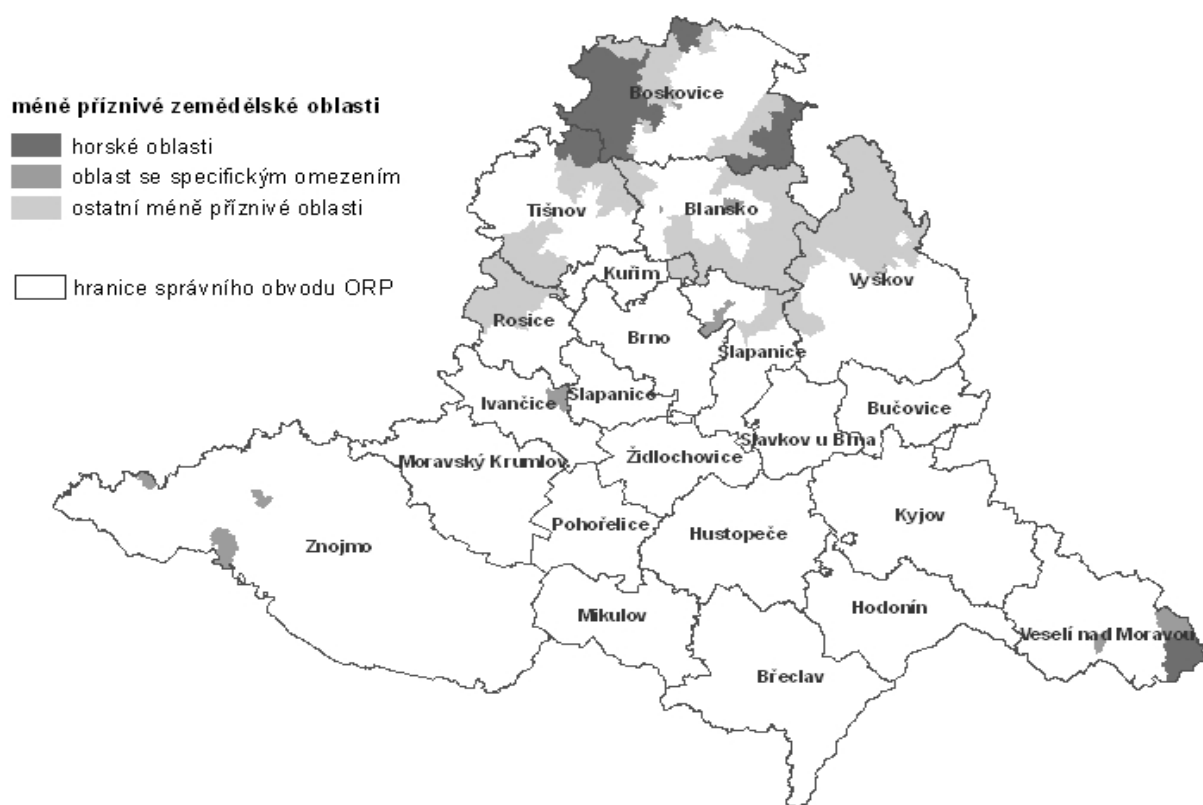 méně příznivé zemědělské oblasti
horské oblasti
oblast se specifickým omezením
ostatní méně příznivé oblasti
hranice správního obvodu ORP
Boskovice
Tišnov
Blansko
Kuřim
Vyškov
Rosice
Brno
Šlapanice
Ivančice
Šlapanice
Bučovice
Slavkov u Brna
Moravský Krumlov
Židlochovice
Kyjov
Pohořelice
Hustopeče
Znojmo
Mikulov
Hodonín
Veselí nad Moravou
Břeclav